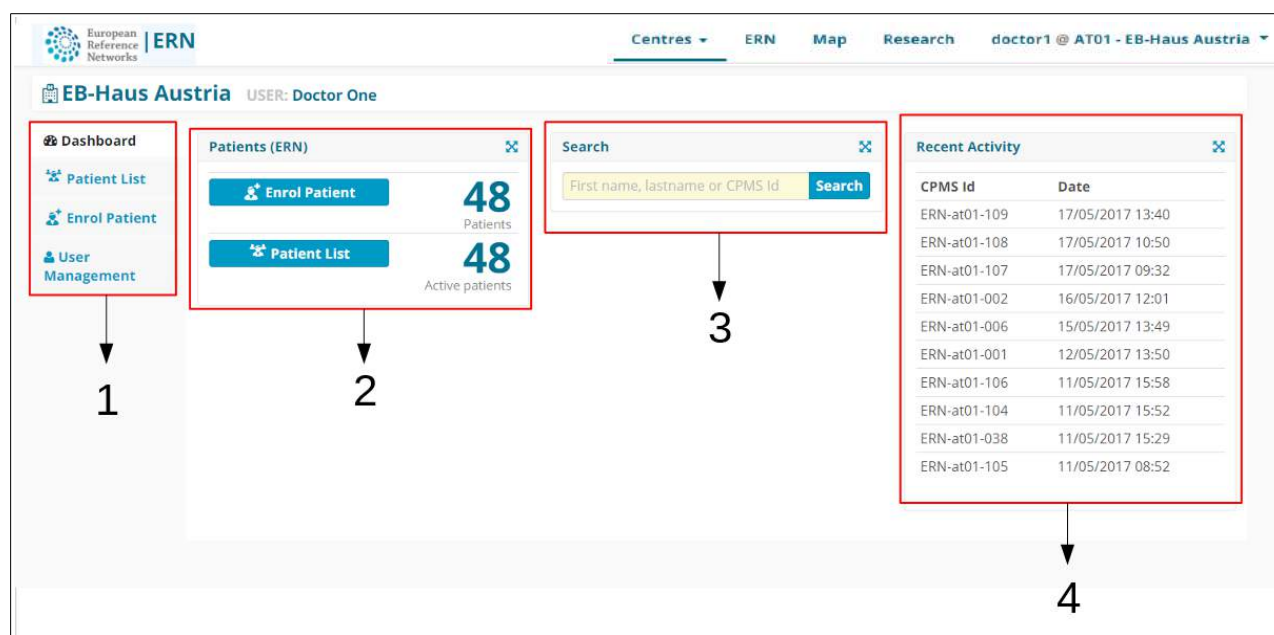 European
Reference
Networks
| ERN
Centres
ERN
Map
Research
doctor1 @ AT01 - EB-Haus Austria
EB-Haus Austria USER: Doctor One
Dashboard
Patient List
Enrol Patient
User
Management
Patients (ERN)
Enrol Patient
48
Patients
Patient List
48
Active patients
Search
First name, lastname or CPMS Id
Search
Recent Activity
CPMS Id Date
ERN-at01-109 17/05/2017 13:40
ERN-at01-108 17/05/2017 10:50
ERN-at01-107 17/05/2017 09:32
ERN-at01-002 16/05/2017 12:01
ERN-at01-006 15/05/2017 13:49
ERN-at01-001 12/05/2017 13:50
ERN-at01-106 11/05/2017 15:58
ERN-at01-104 11/05/2017 15:52
ERN-at01-038 11/05/2017 15:29
ERN-at01-105 11/05/2017 08:52
1
2
3
4